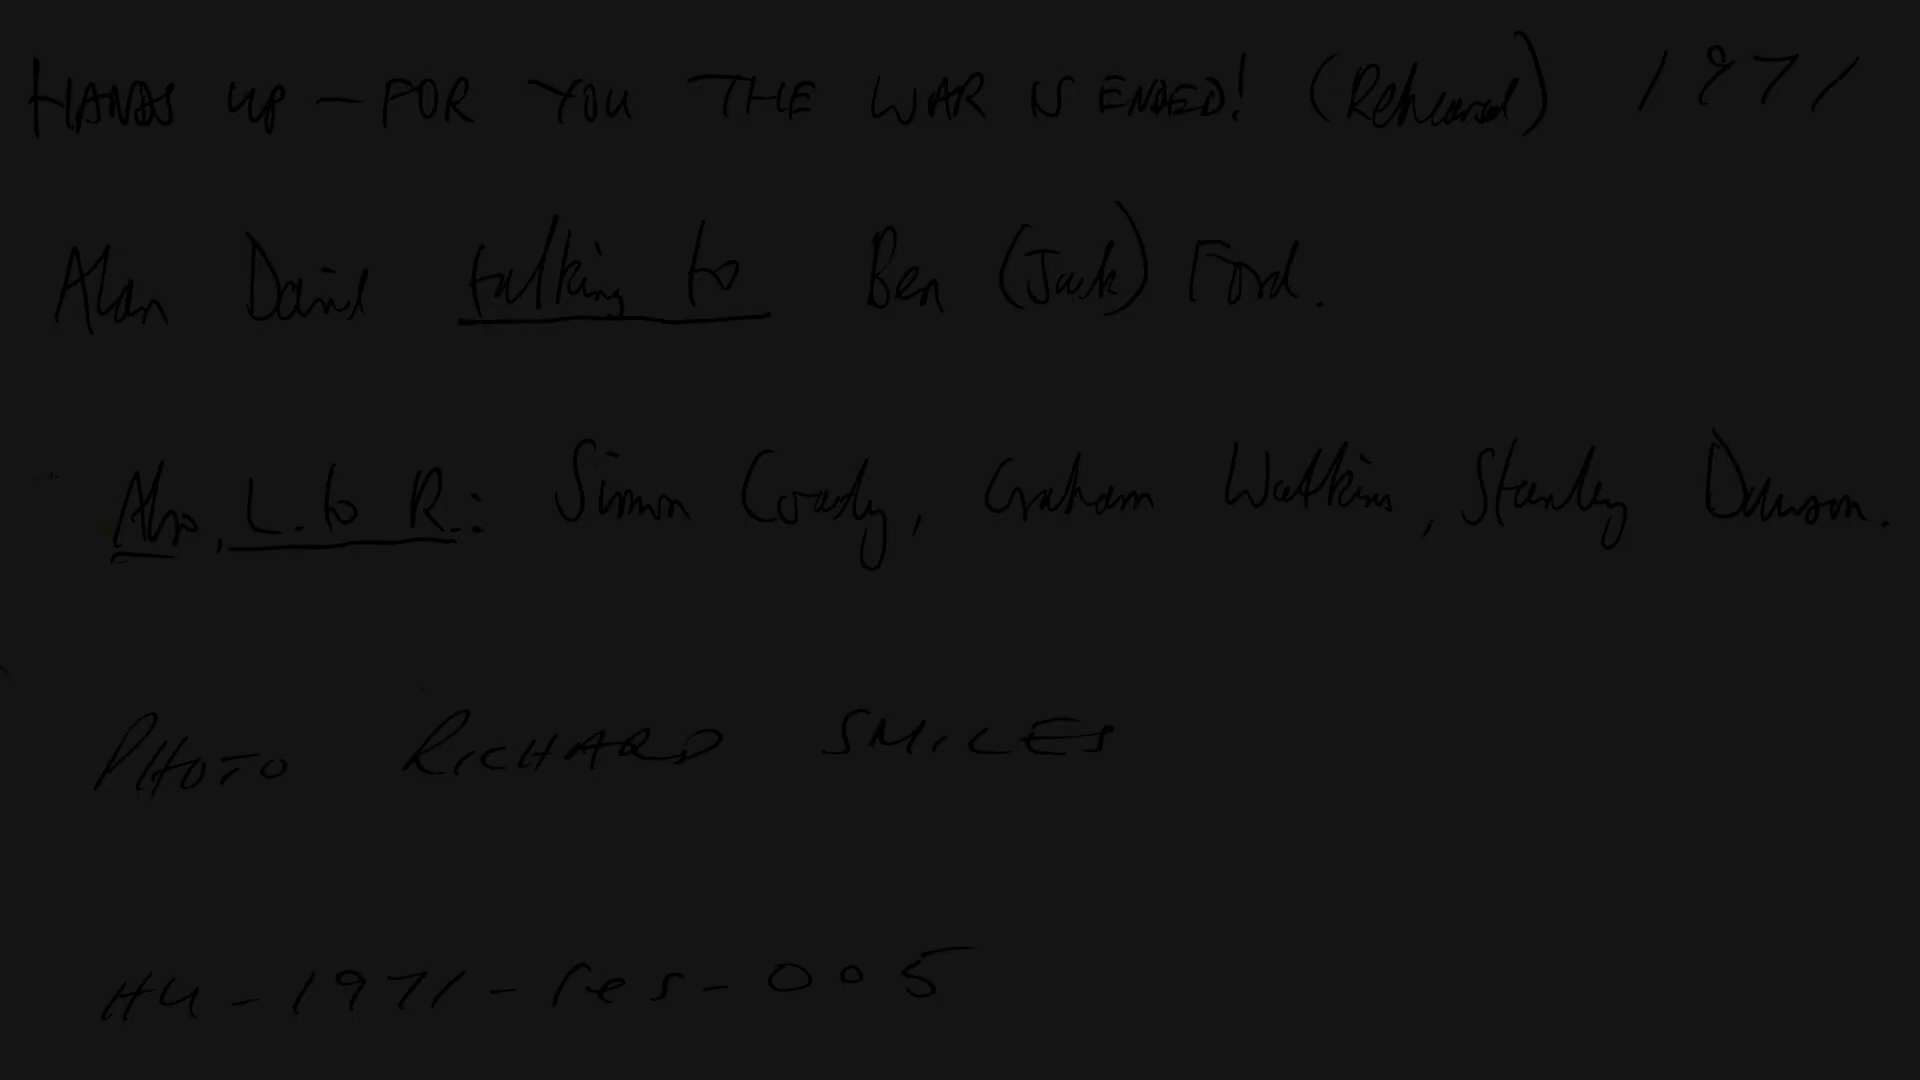 HANDS UP - FOR YOU THE WAR IS ENDED! (Rehearsal) 1971
Alan David talking to Ben (Jack) Ford.
Also, L. to R.: Simon Coady, Graham Watkins, Stanley Dawson.
PHOTO RICHARD SMILES
HU-1971-res-005